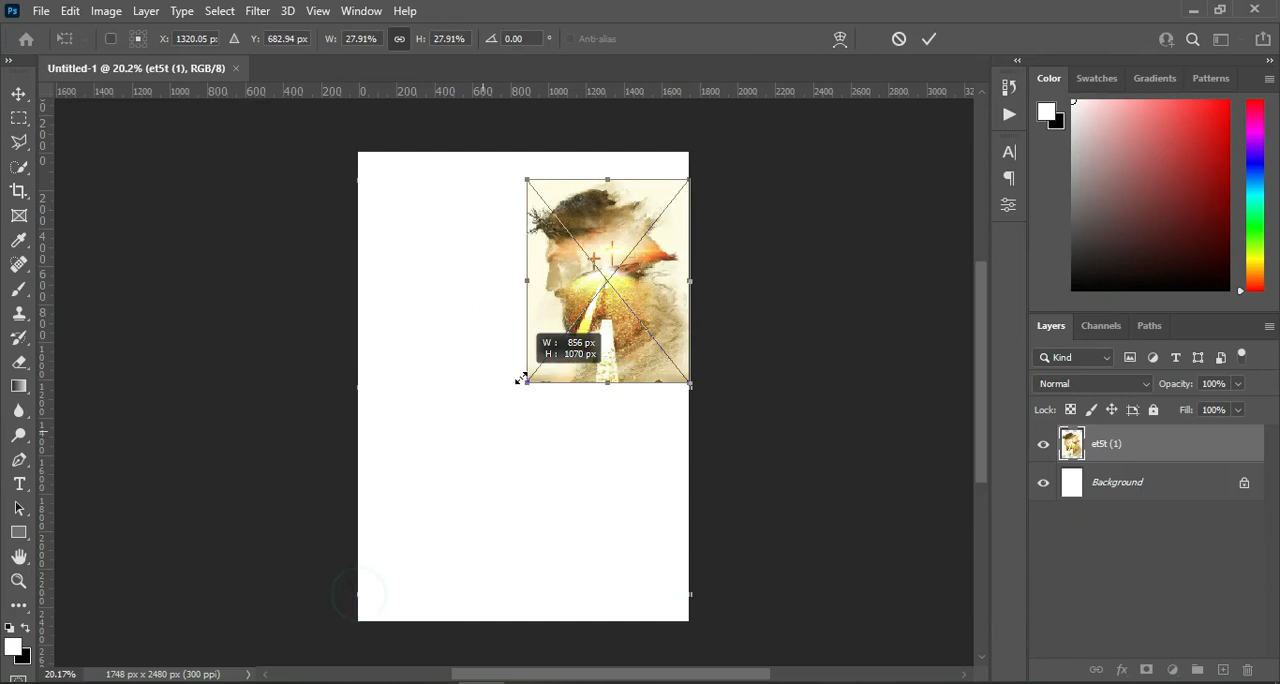 Ps File Edit Image Layer Type Select Filter 3D View Window Help
X: 1320.05 p: Y: 682.94 px W: 27.91% H: 27.91% 0.00 ° Anti-alias
Untitled-1 @ 20.2% (et5t (1), RGB/8) ×
1600 1400 1200 1000 800 600 400 200 0 200 400 600 800 1000 1200 1400 1600 1800 2000 2200 2400 2600 2800 3000
W : 856 px
H : 1070 px
Color Swatches Gradients Patterns
Layers Channels Paths
Kind
Normal Opacity: 100%
Lock: Fill: 100%
et5t (1)
Background
20.17% 1748 px x 2480 px (300 ppi)